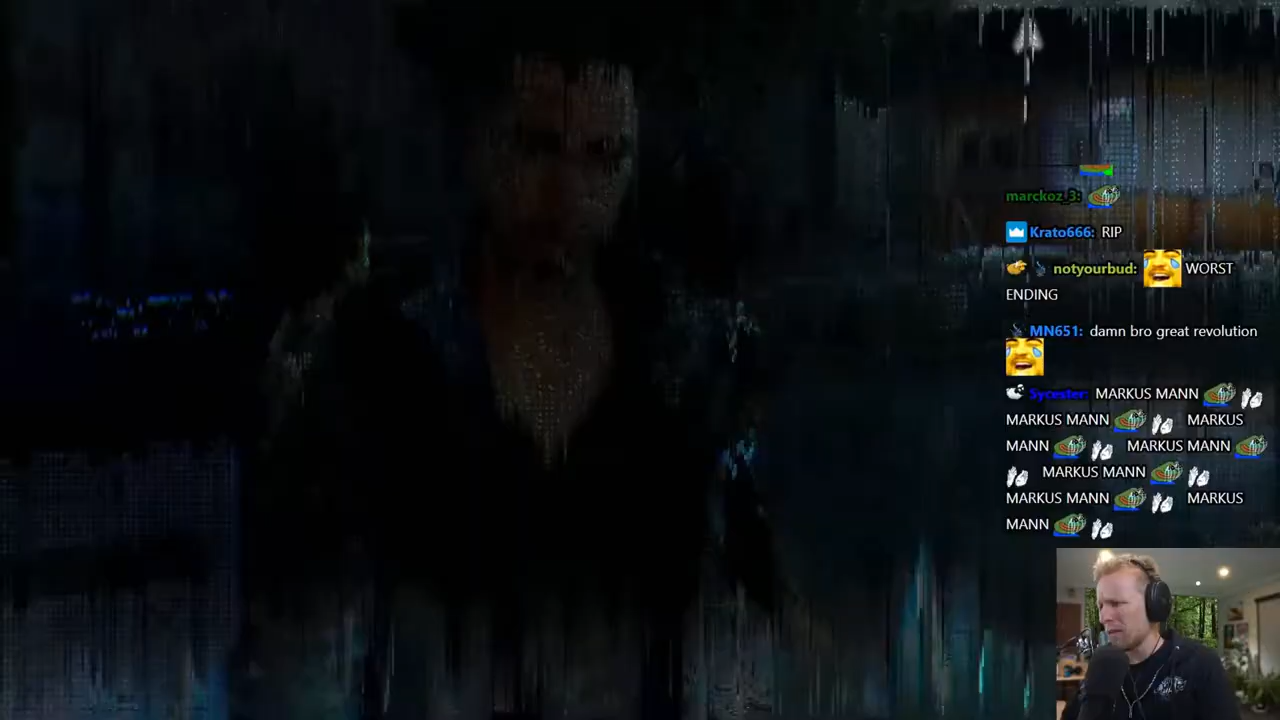 marckoz_3:
Krato666: RIP
notyourbud: WORST
ENDING
MN651: damn bro great revolution
Sycester: MARKUS MANN
MARKUS MANN MARKUS
MANN MARKUS MANN
MARKUS MANN
MARKUS MANN MARKUS
MANN